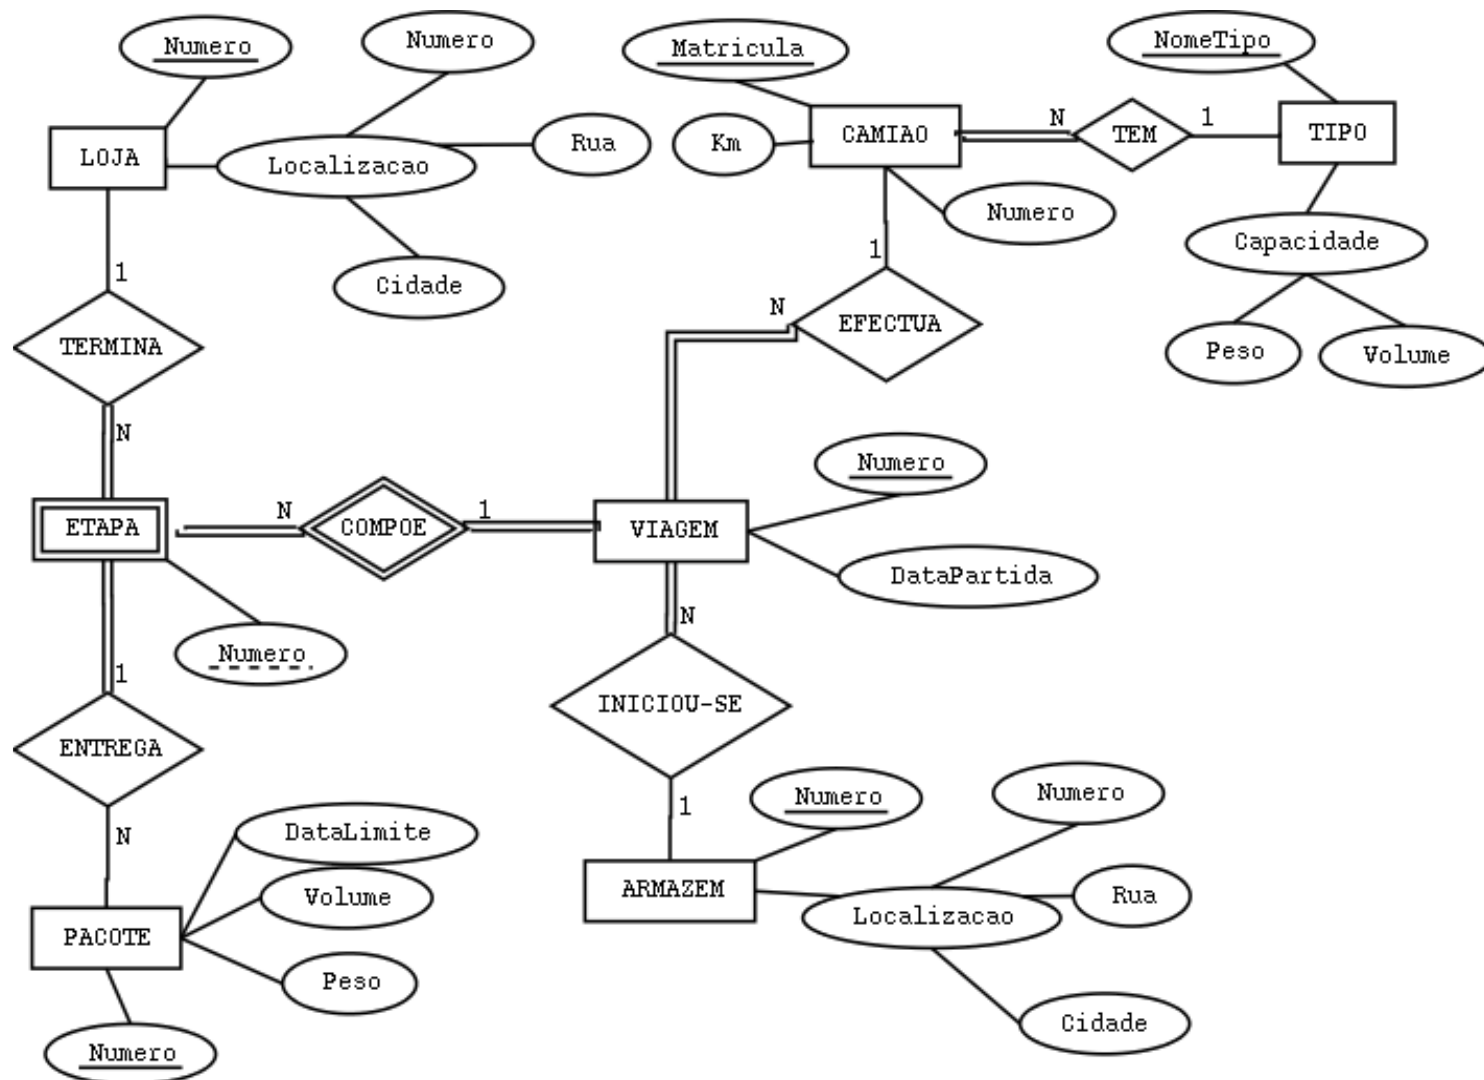 Numero
Numero
Matricula
NomeTipo
LOJA
Localizacao
Rua
Km
CAMIAO
N
TEM
1
TIPO
Numero
Capacidade
Cidade
1
1
TERMINA
N
EFECTUA
Peso
Volume
N
Numero
ETAPA
N
COMPOE
1
VIAGEM
DataPartida
N
Numero
1
INICIOU-SE
ENTREGA
1
Numero
Numero
N
DataLimite
Volume
ARMAZEM
Localizacao
Rua
PACOTE
Peso
Cidade
Numero